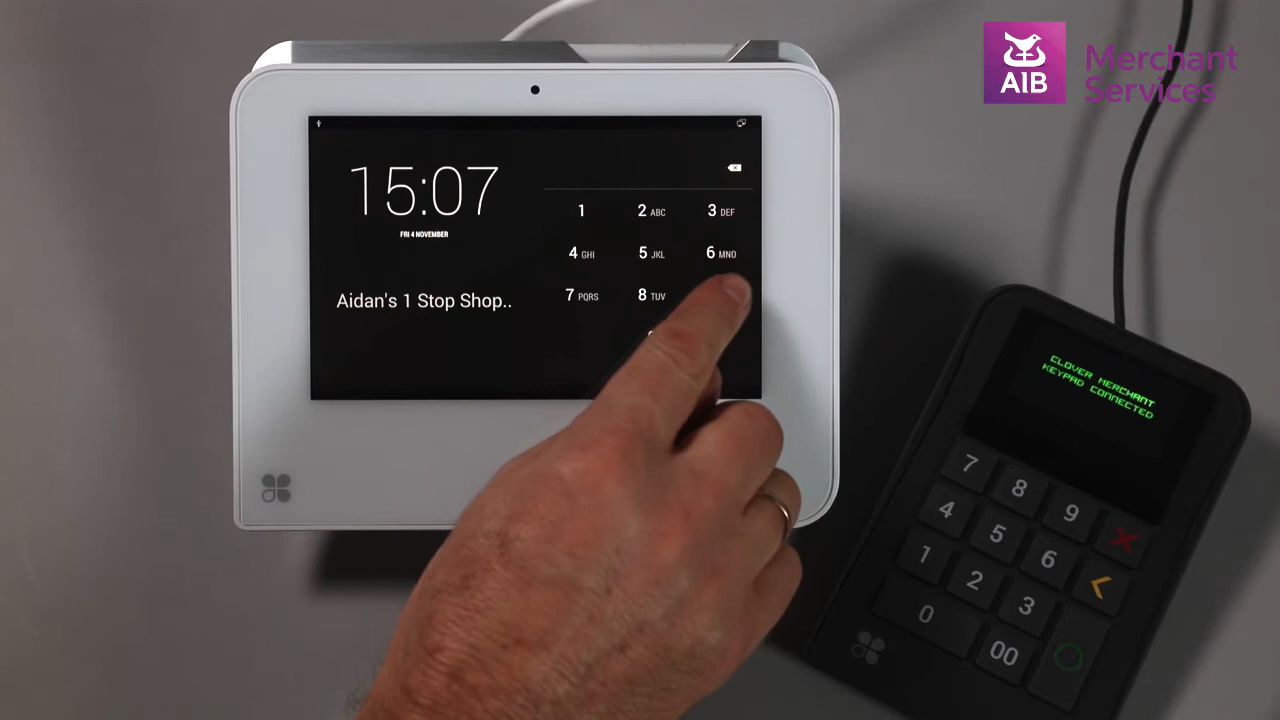 AIB
Merchant
Services
15:07
FRI 4 NOVEMBER
Aidan's 1 Stop Shop..
1
2 ABC
3 DEF
4 GHI
5 JKL
6 MNO
7 PQRS
8 TUV
CLOVER MERCHANT
KEYPAD CONNECTED
7
8
9
4
5
6
1
2
3
0
00